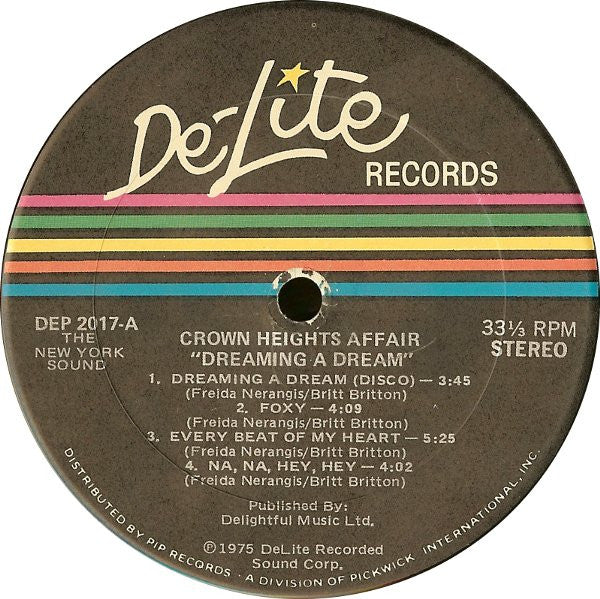 De-Lite
RECORDS
DEP 2017-A
THE
NEW YORK
SOUND
33⅓ RPM
STEREO
CROWN HEIGHTS AFFAIR
"DREAMING A DREAM"
1. DREAMING A DREAM (DISCO) — 3:45
(Freida Nerangis/Britt Britton)
2. FOXY — 4:09
(Freida Nerangis/Britt Britton)
3. EVERY BEAT OF MY HEART — 5:25
(Freida Nerangis/Britt Britton)
4. NA, NA, HEY, HEY — 4:02
(Freida Nerangis/Britt Britton)
Published By:
Delightful Music Ltd.
℗1975 DeLite Recorded
Sound Corp.
DISTRIBUTED BY PIP RECORDS · A DIVISION OF PICKWICK INTERNATIONAL, INC.